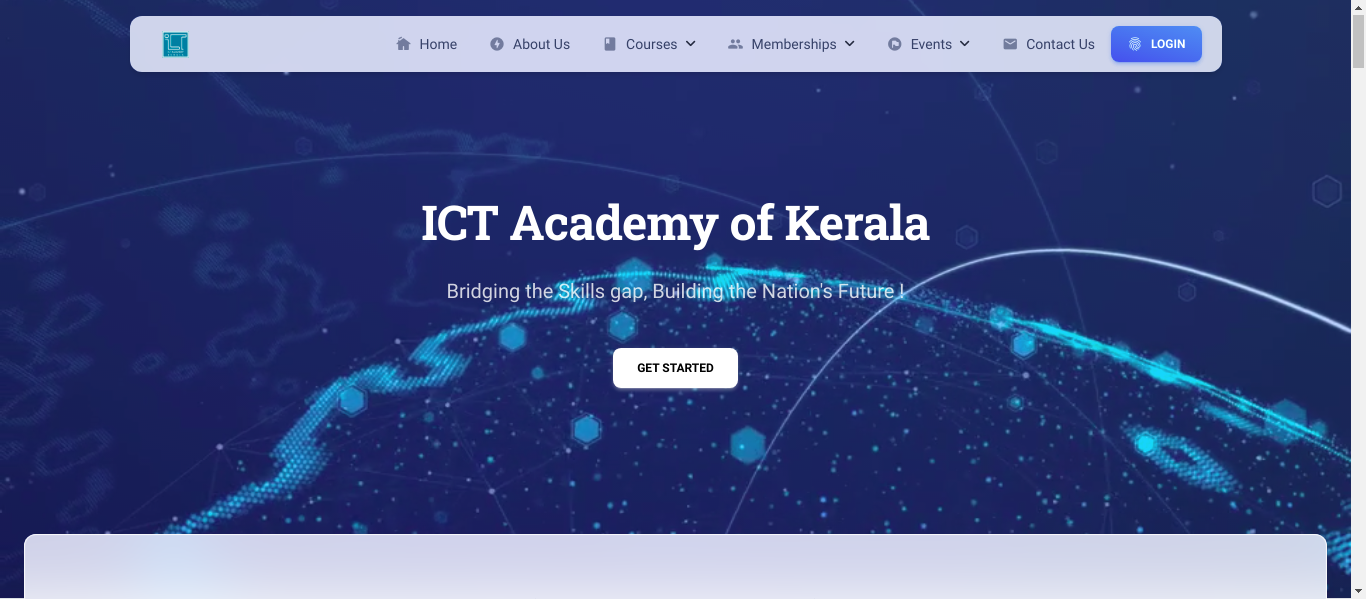 Home About Us Courses Memberships Events Contact Us LOGIN
ICT Academy of Kerala
Bridging the Skills gap, Building the Nation's Future !
GET STARTED